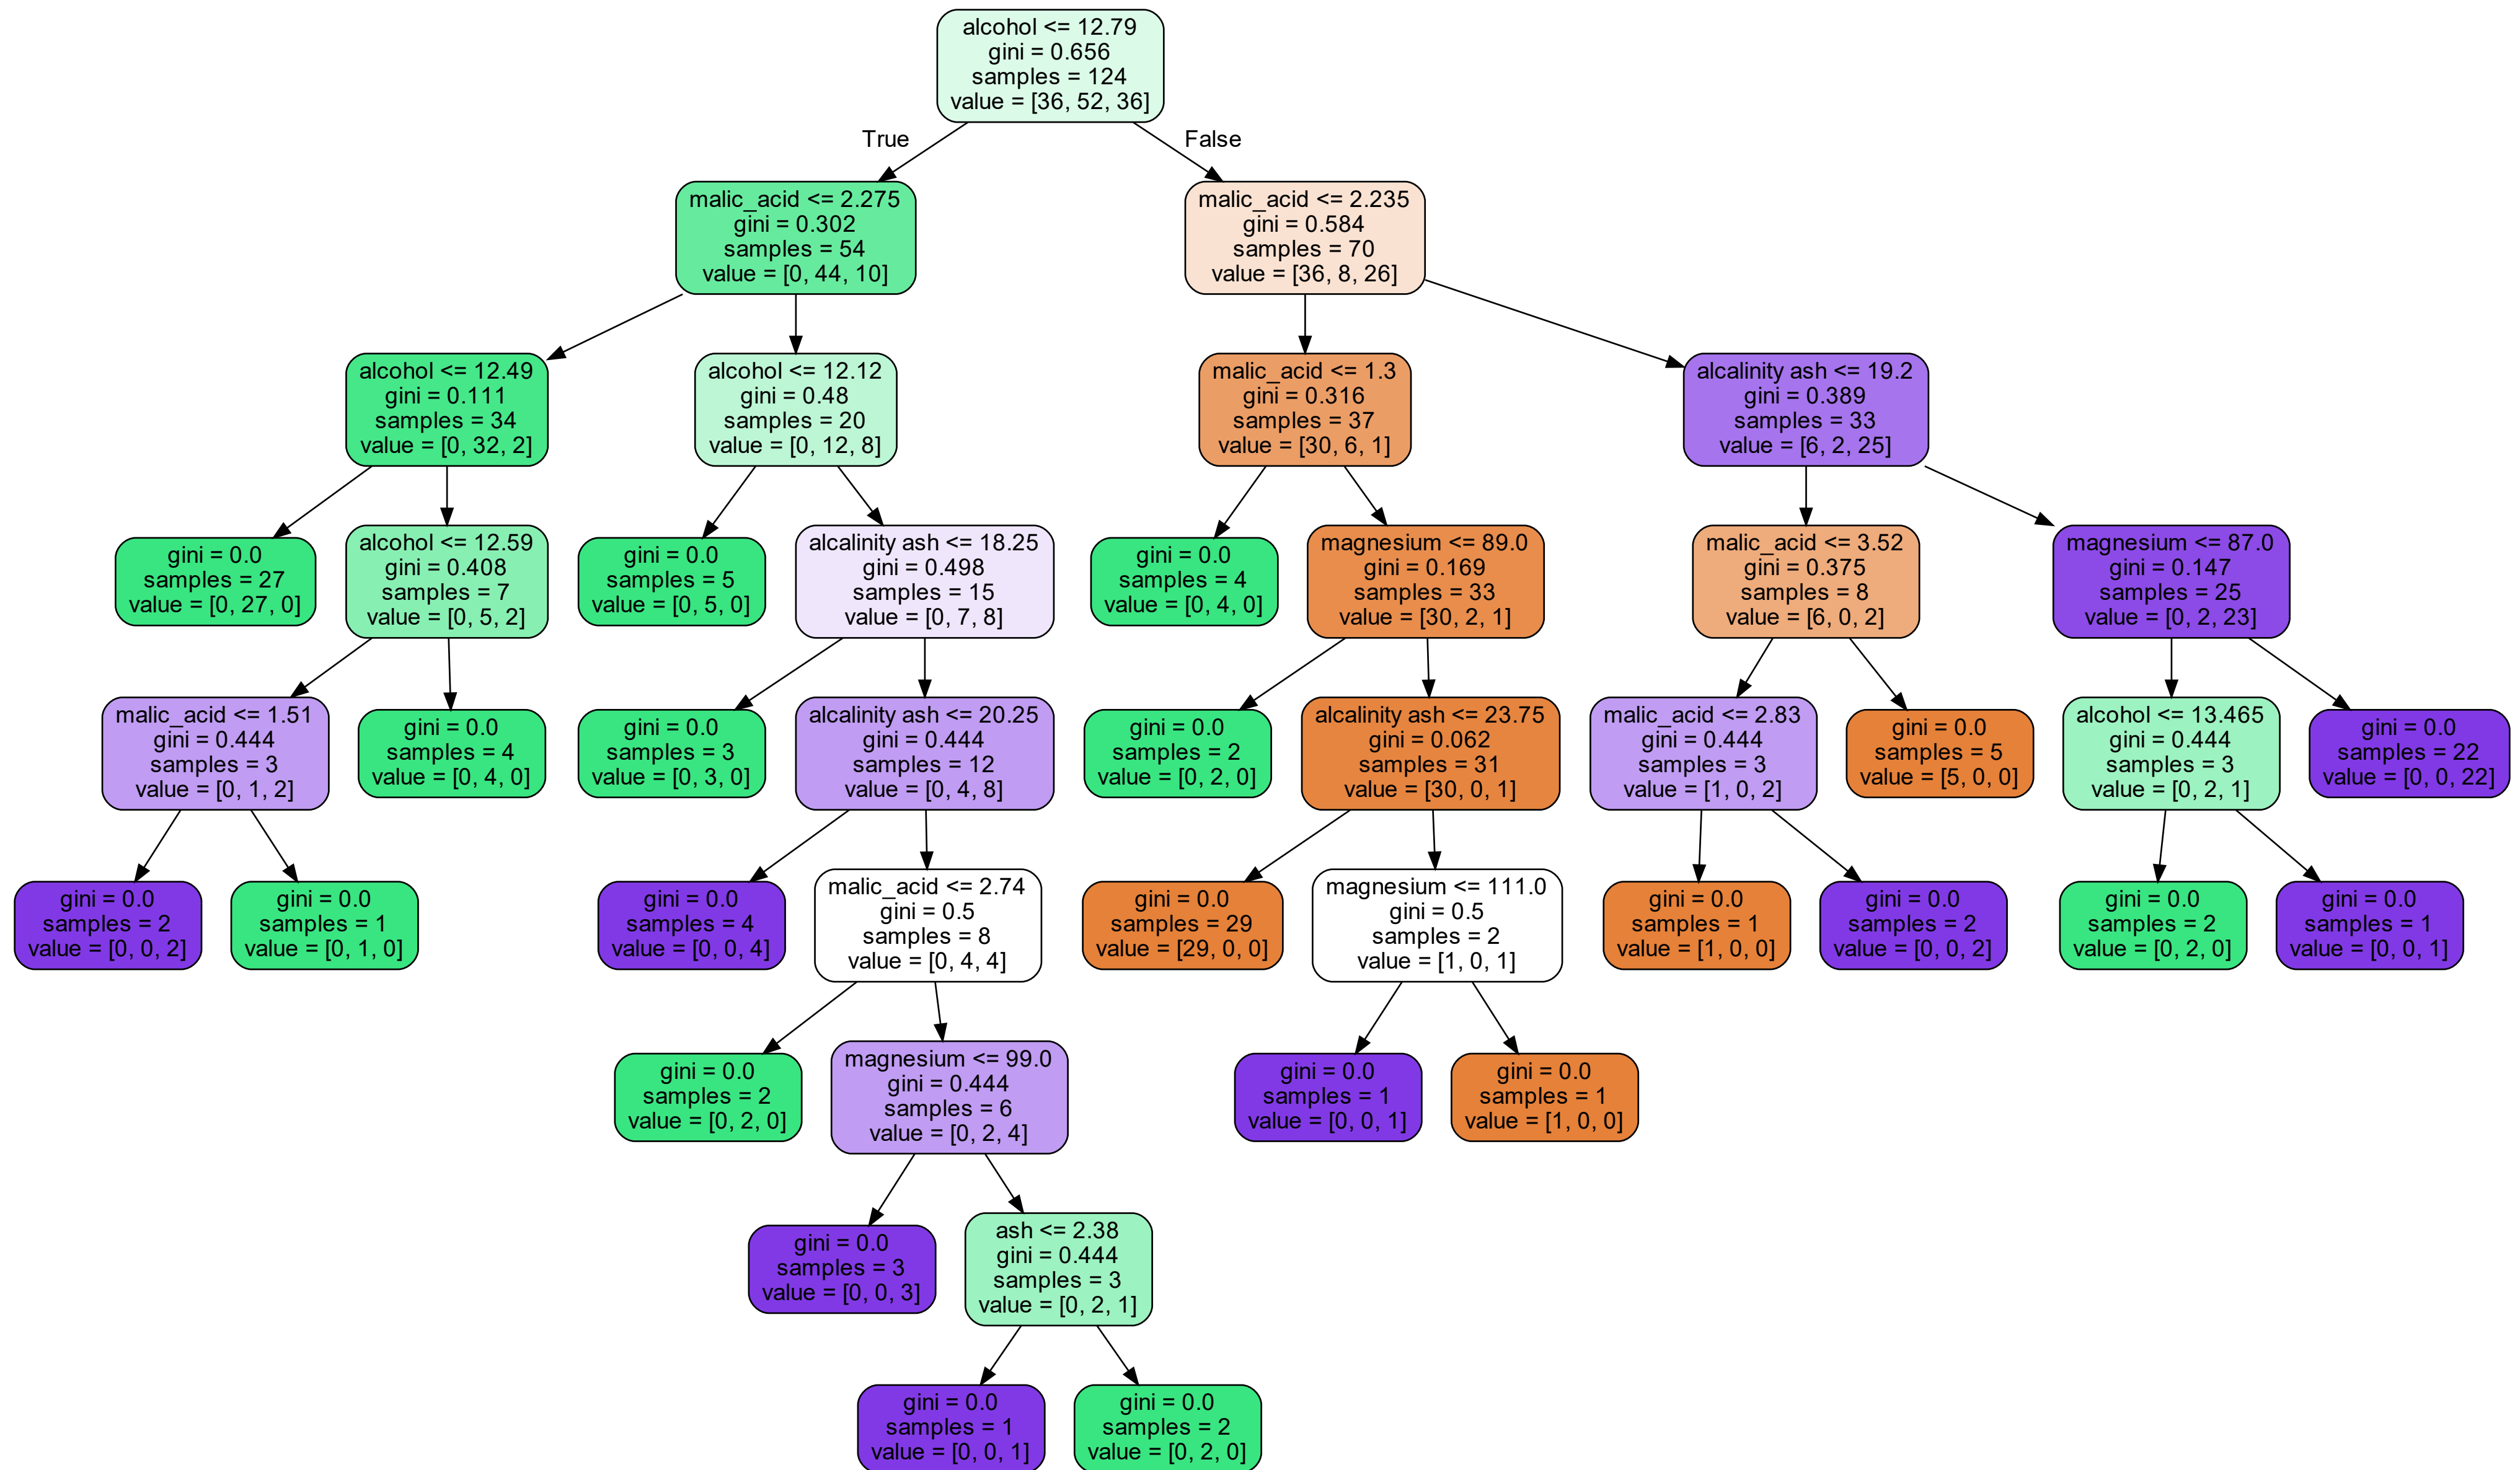 alcohol <= 12.79
gini = 0.656
samples = 124
value = [36, 52, 36]
True
False
malic_acid <= 2.275
gini = 0.302
samples = 54
value = [0, 44, 10]
malic_acid <= 2.235
gini = 0.584
samples = 70
value = [36, 8, 26]
alcohol <= 12.49
gini = 0.111
samples = 34
value = [0, 32, 2]
alcohol <= 12.12
gini = 0.48
samples = 20
value = [0, 12, 8]
malic_acid <= 1.3
gini = 0.316
samples = 37
value = [30, 6, 1]
alcalinity ash <= 19.2
gini = 0.389
samples = 33
value = [6, 2, 25]
gini = 0.0
samples = 27
value = [0, 27, 0]
alcohol <= 12.59
gini = 0.408
samples = 7
value = [0, 5, 2]
gini = 0.0
samples = 5
value = [0, 5, 0]
alcalinity ash <= 18.25
gini = 0.498
samples = 15
value = [0, 7, 8]
gini = 0.0
samples = 4
value = [0, 4, 0]
magnesium <= 89.0
gini = 0.169
samples = 33
value = [30, 2, 1]
malic_acid <= 3.52
gini = 0.375
samples = 8
value = [6, 0, 2]
magnesium <= 87.0
gini = 0.147
samples = 25
value = [0, 2, 23]
malic_acid <= 1.51
gini = 0.444
samples = 3
value = [0, 1, 2]
gini = 0.0
samples = 4
value = [0, 4, 0]
gini = 0.0
samples = 3
value = [0, 3, 0]
alcalinity ash <= 20.25
gini = 0.444
samples = 12
value = [0, 4, 8]
gini = 0.0
samples = 2
value = [0, 2, 0]
alcalinity ash <= 23.75
gini = 0.062
samples = 31
value = [30, 0, 1]
malic_acid <= 2.83
gini = 0.444
samples = 3
value = [1, 0, 2]
gini = 0.0
samples = 5
value = [5, 0, 0]
alcohol <= 13.465
gini = 0.444
samples = 3
value = [0, 2, 1]
gini = 0.0
samples = 22
value = [0, 0, 22]
gini = 0.0
samples = 2
value = [0, 0, 2]
gini = 0.0
samples = 1
value = [0, 1, 0]
gini = 0.0
samples = 4
value = [0, 0, 4]
malic_acid <= 2.74
gini = 0.5
samples = 8
value = [0, 4, 4]
gini = 0.0
samples = 29
value = [29, 0, 0]
magnesium <= 111.0
gini = 0.5
samples = 2
value = [1, 0, 1]
gini = 0.0
samples = 1
value = [1, 0, 0]
gini = 0.0
samples = 2
value = [0, 0, 2]
gini = 0.0
samples = 2
value = [0, 2, 0]
gini = 0.0
samples = 1
value = [0, 0, 1]
gini = 0.0
samples = 2
value = [0, 2, 0]
magnesium <= 99.0
gini = 0.444
samples = 6
value = [0, 2, 4]
gini = 0.0
samples = 1
value = [0, 0, 1]
gini = 0.0
samples = 1
value = [1, 0, 0]
gini = 0.0
samples = 3
value = [0, 0, 3]
ash <= 2.38
gini = 0.444
samples = 3
value = [0, 2, 1]
gini = 0.0
samples = 1
value = [0, 0, 1]
gini = 0.0
samples = 2
value = [0, 2, 0]